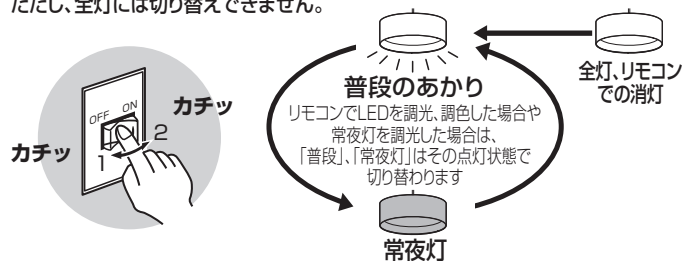 ただし、全灯には切り替えできません。
OFF ON
カチッ
2
カチッ
1
普段のあかり
リモコンでLEDを調光、調色した場合や
常夜灯を調光した場合は、
「普段」、「常夜灯」はその点灯状態で
切り替わります
常夜灯
全灯、リモコン
での消灯